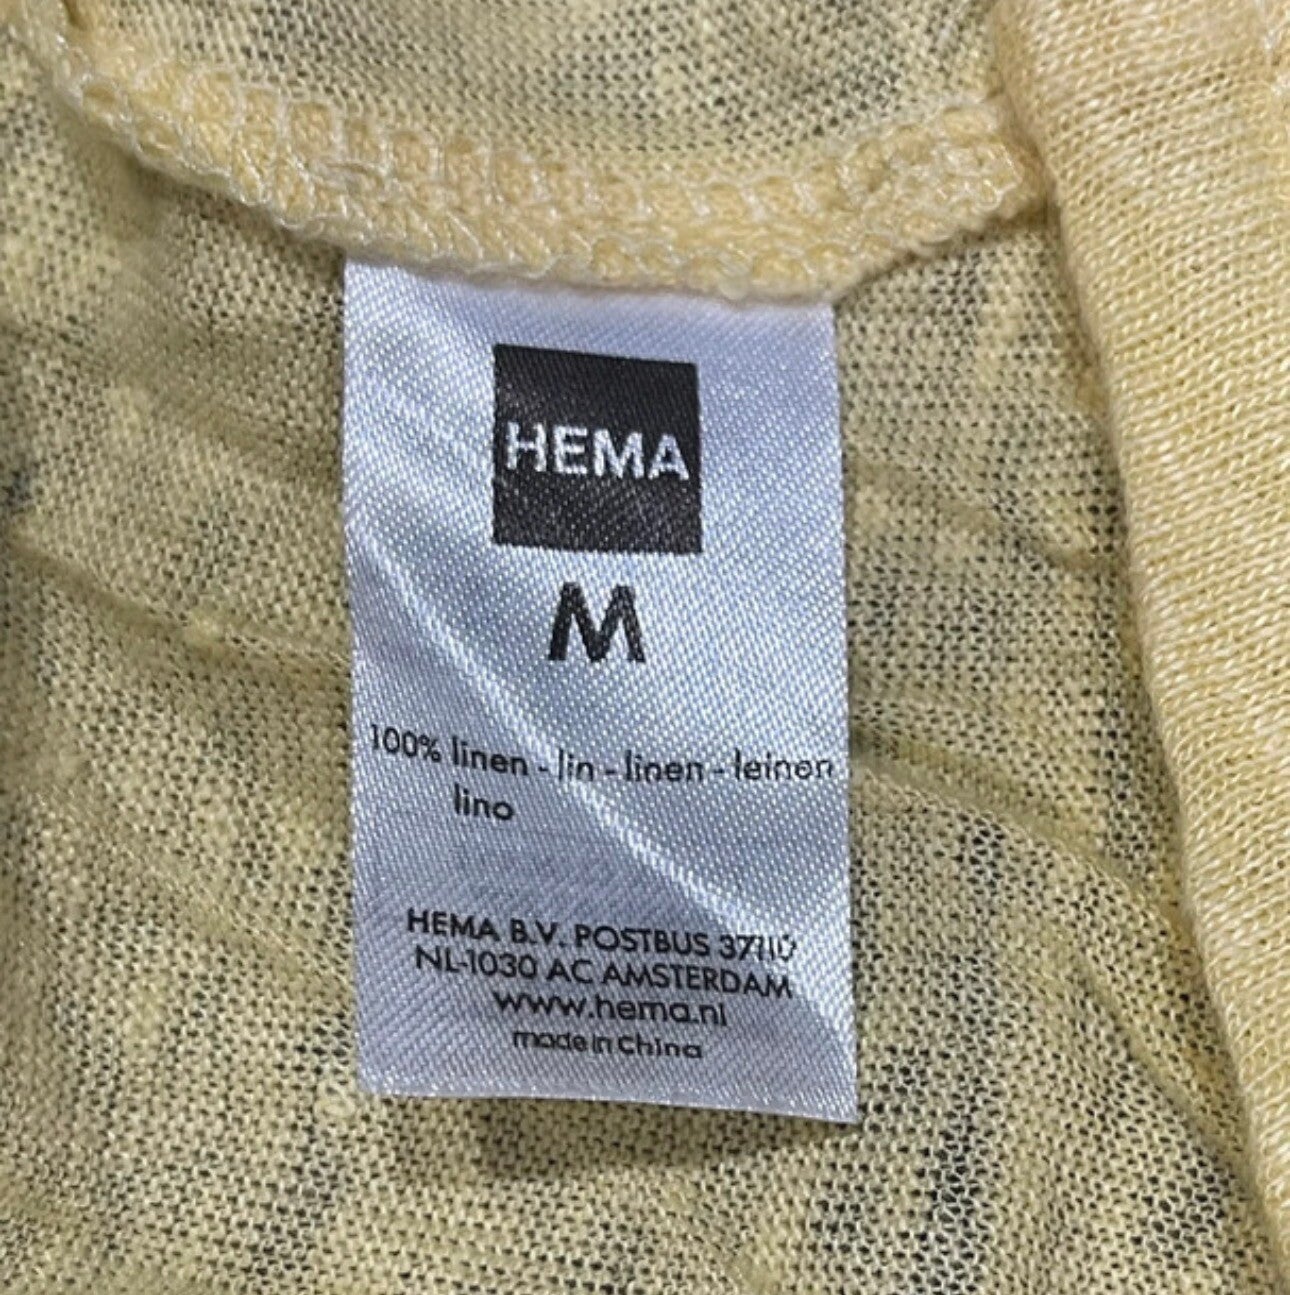 HEMA
M
100% linen - lin - linen - leinen
lino
HEMA B.V. POSTBUS 37110
NL-1030 AC AMSTERDAM
www.hema.nl
made in China